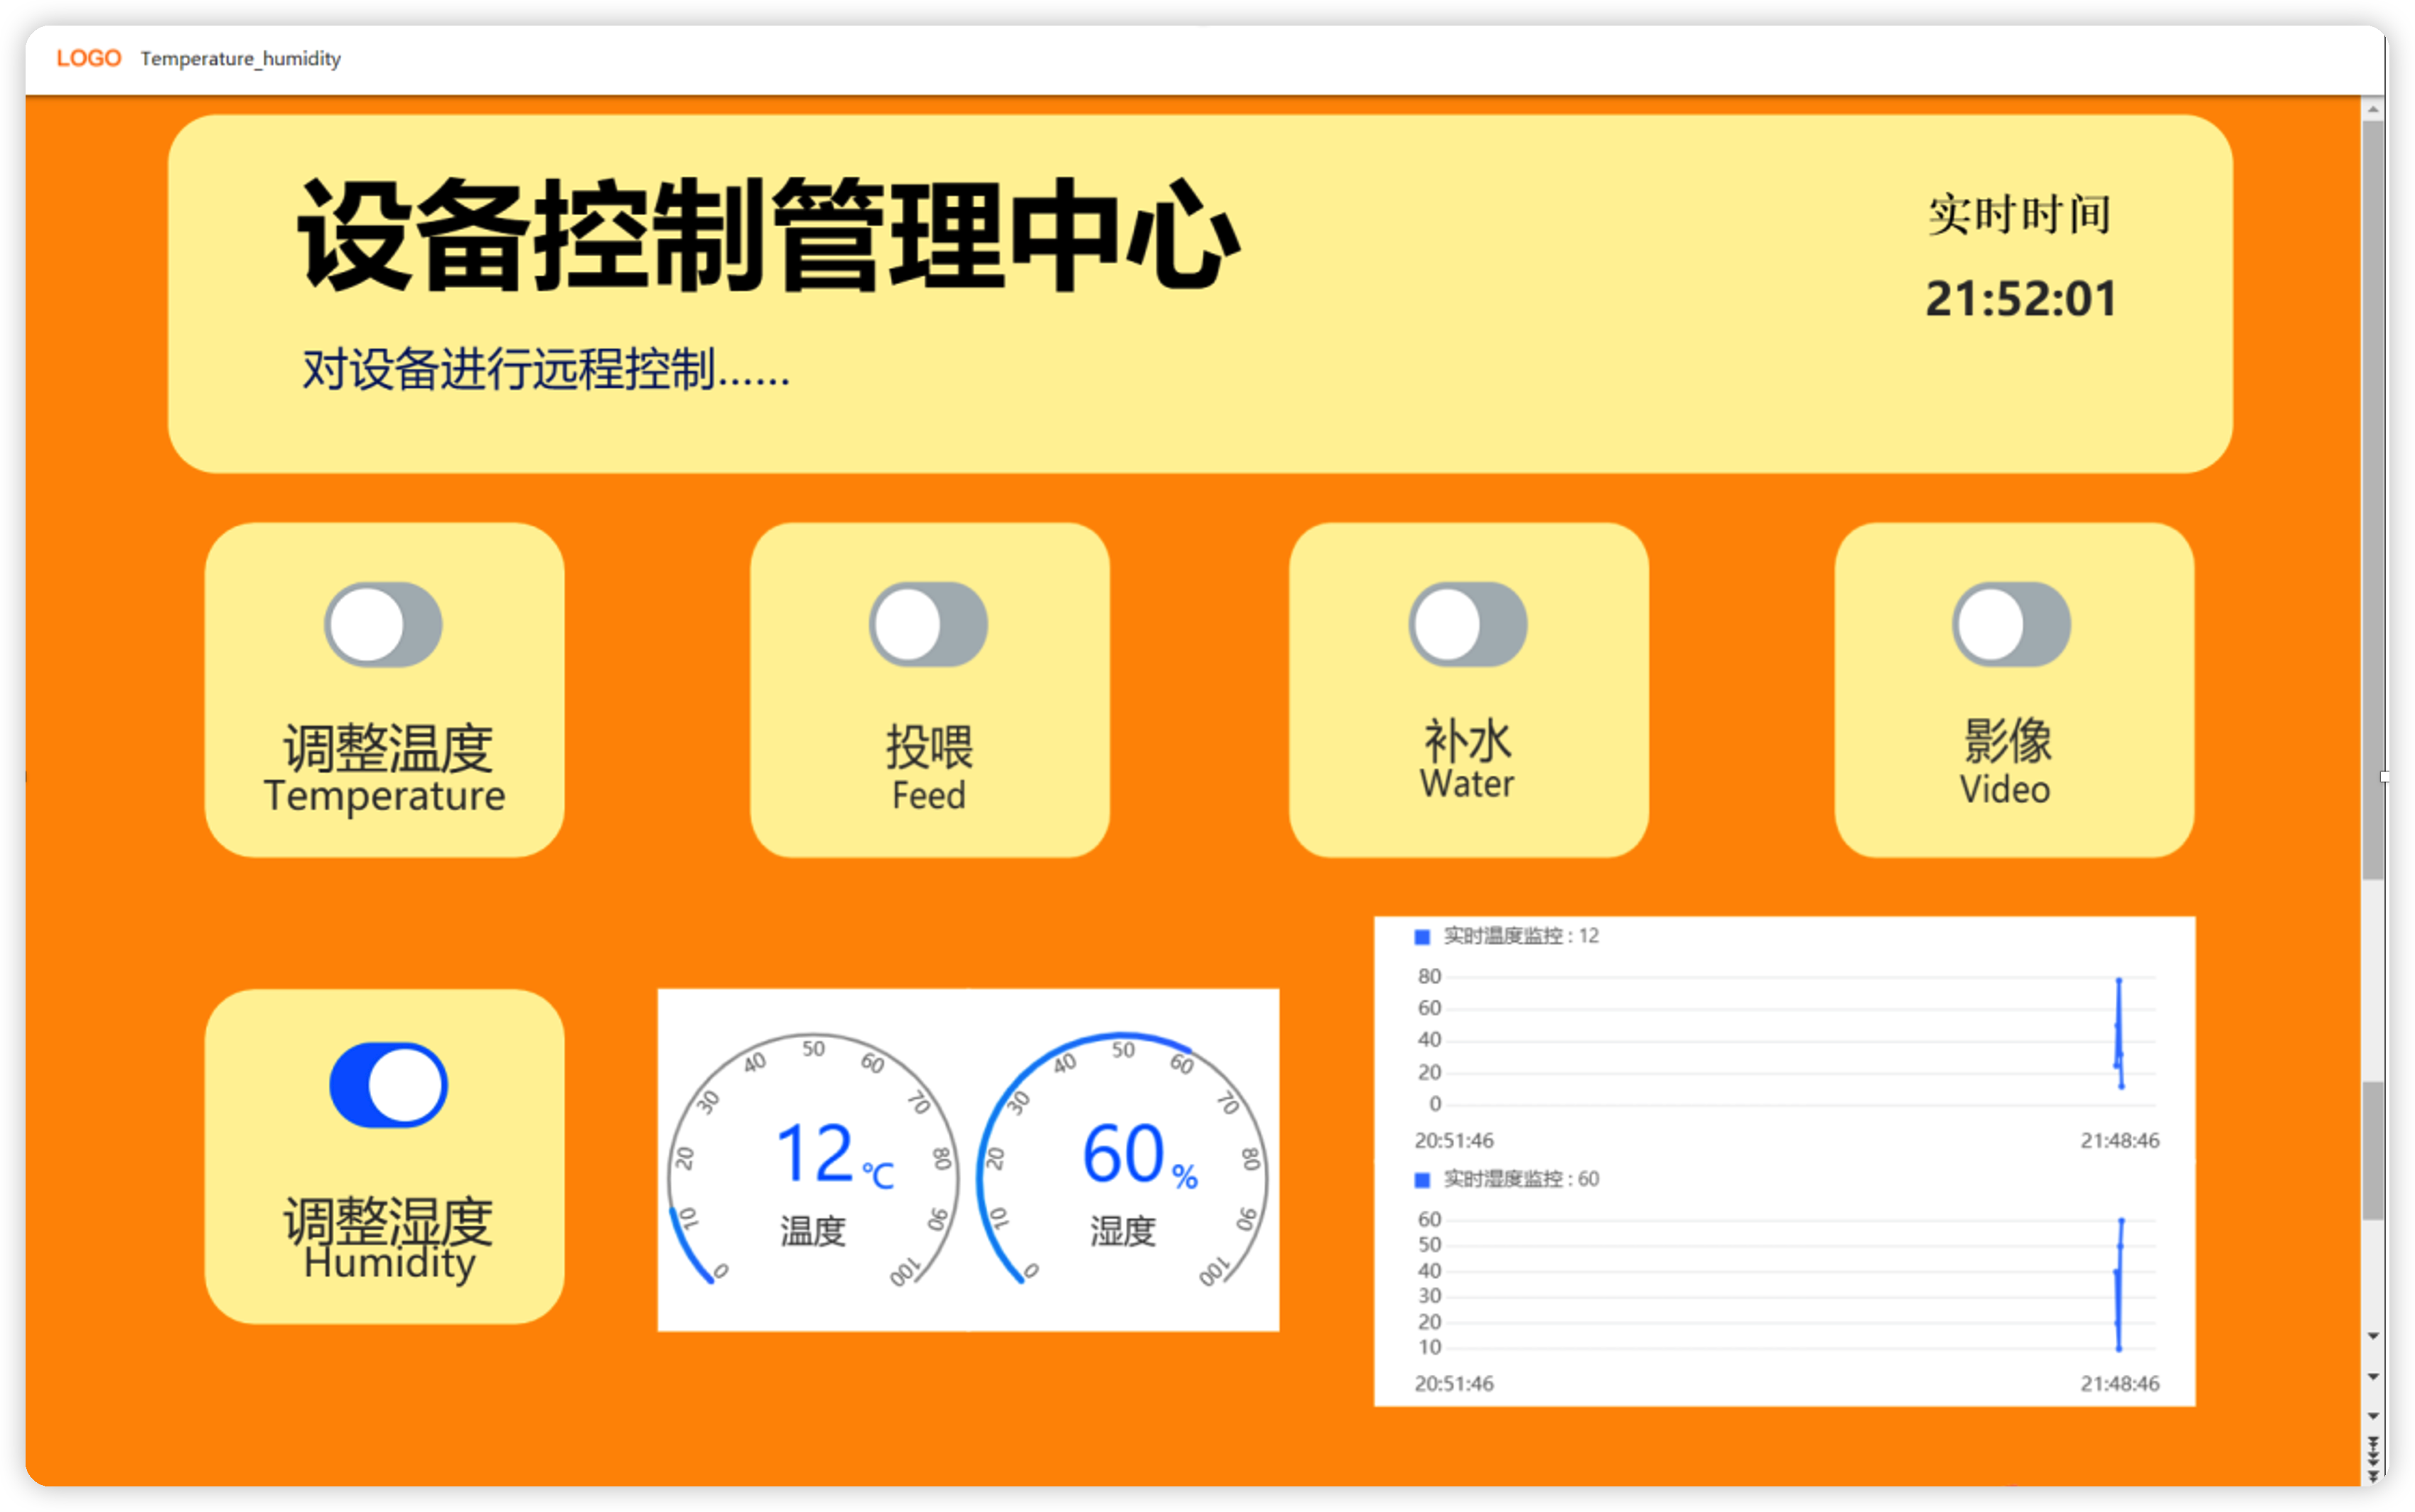 LOGO Temperature_humidity
设备控制管理中心
实时时间
21:52:01
对设备进行远程控制......
调整温度
Temperature
投喂
Feed
补水
Water
影像
Video
调整湿度
Humidity
0 10 20 30 40 50 60 70 80 90 100
12 ℃
温度
0 10 20 30 40 50 60 70 80 90 100
60 %
湿度
实时温度监控 : 12
80
60
40
20
0
20:51:46 21:48:46
实时湿度监控 : 60
60
50
40
30
20
10
20:51:46 21:48:46